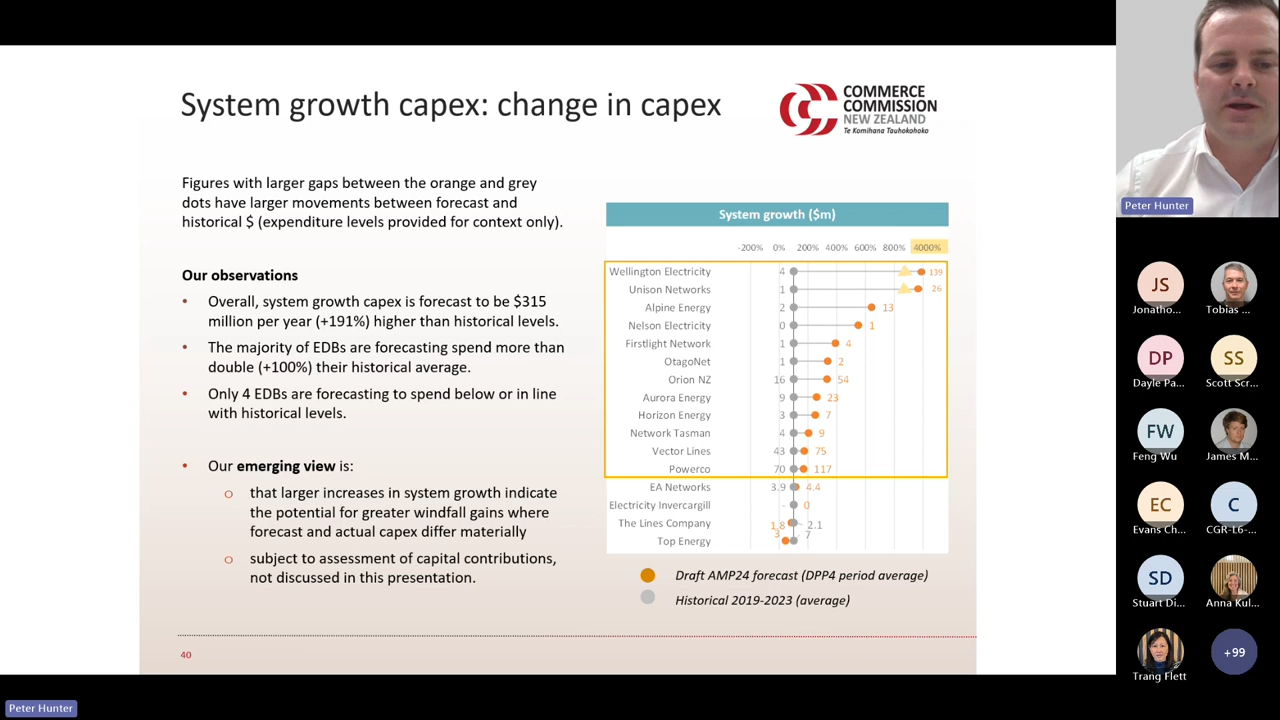 System growth capex: change in capex
COMMERCE
COMMISSION
NEW ZEALAND
Te Komihana Tauhokohoko
Figures with larger gaps between the orange and grey
dots have larger movements between forecast and
historical $ (expenditure levels provided for context only).
Our observations
• Overall, system growth capex is forecast to be $315
million per year (+191%) higher than historical levels.
• The majority of EDBs are forecasting spend more than
double (+100%) their historical average.
• Only 4 EDBs are forecasting to spend below or in line
with historical levels.
• Our emerging view is:
o that larger increases in system growth indicate
the potential for greater windfall gains where
forecast and actual capex differ materially
o subject to assessment of capital contributions,
not discussed in this presentation.
System growth ($m)
-200% 0% 200% 400% 600% 800% 4000%
Wellington Electricity 4 139
Unison Networks 1 26
Alpine Energy 2 13
Nelson Electricity 0 1
Firstlight Network 1 4
OtagoNet 1 2
Orion NZ 16 54
Aurora Energy 9 23
Horizon Energy 3 7
Network Tasman 4 9
Vector Lines 43 75
Powerco 70 117
EA Networks 3.9 4.4
Electricity Invercargill - 0
The Lines Company 1.8 2.1
Top Energy 3 7
Draft AMP24 forecast (DPP4 period average)
Historical 2019-2023 (average)
40
Peter Hunter
JS
Jonatho...
Tobias ...
DP
Dayle Pa...
SS
Scott Scr...
FW
Feng Wu
James M...
EC
Evans Ch...
C
CGR-L6-...
SD
Stuart Di...
Anna Kul...
Trang Flett
+99
Peter Hunter